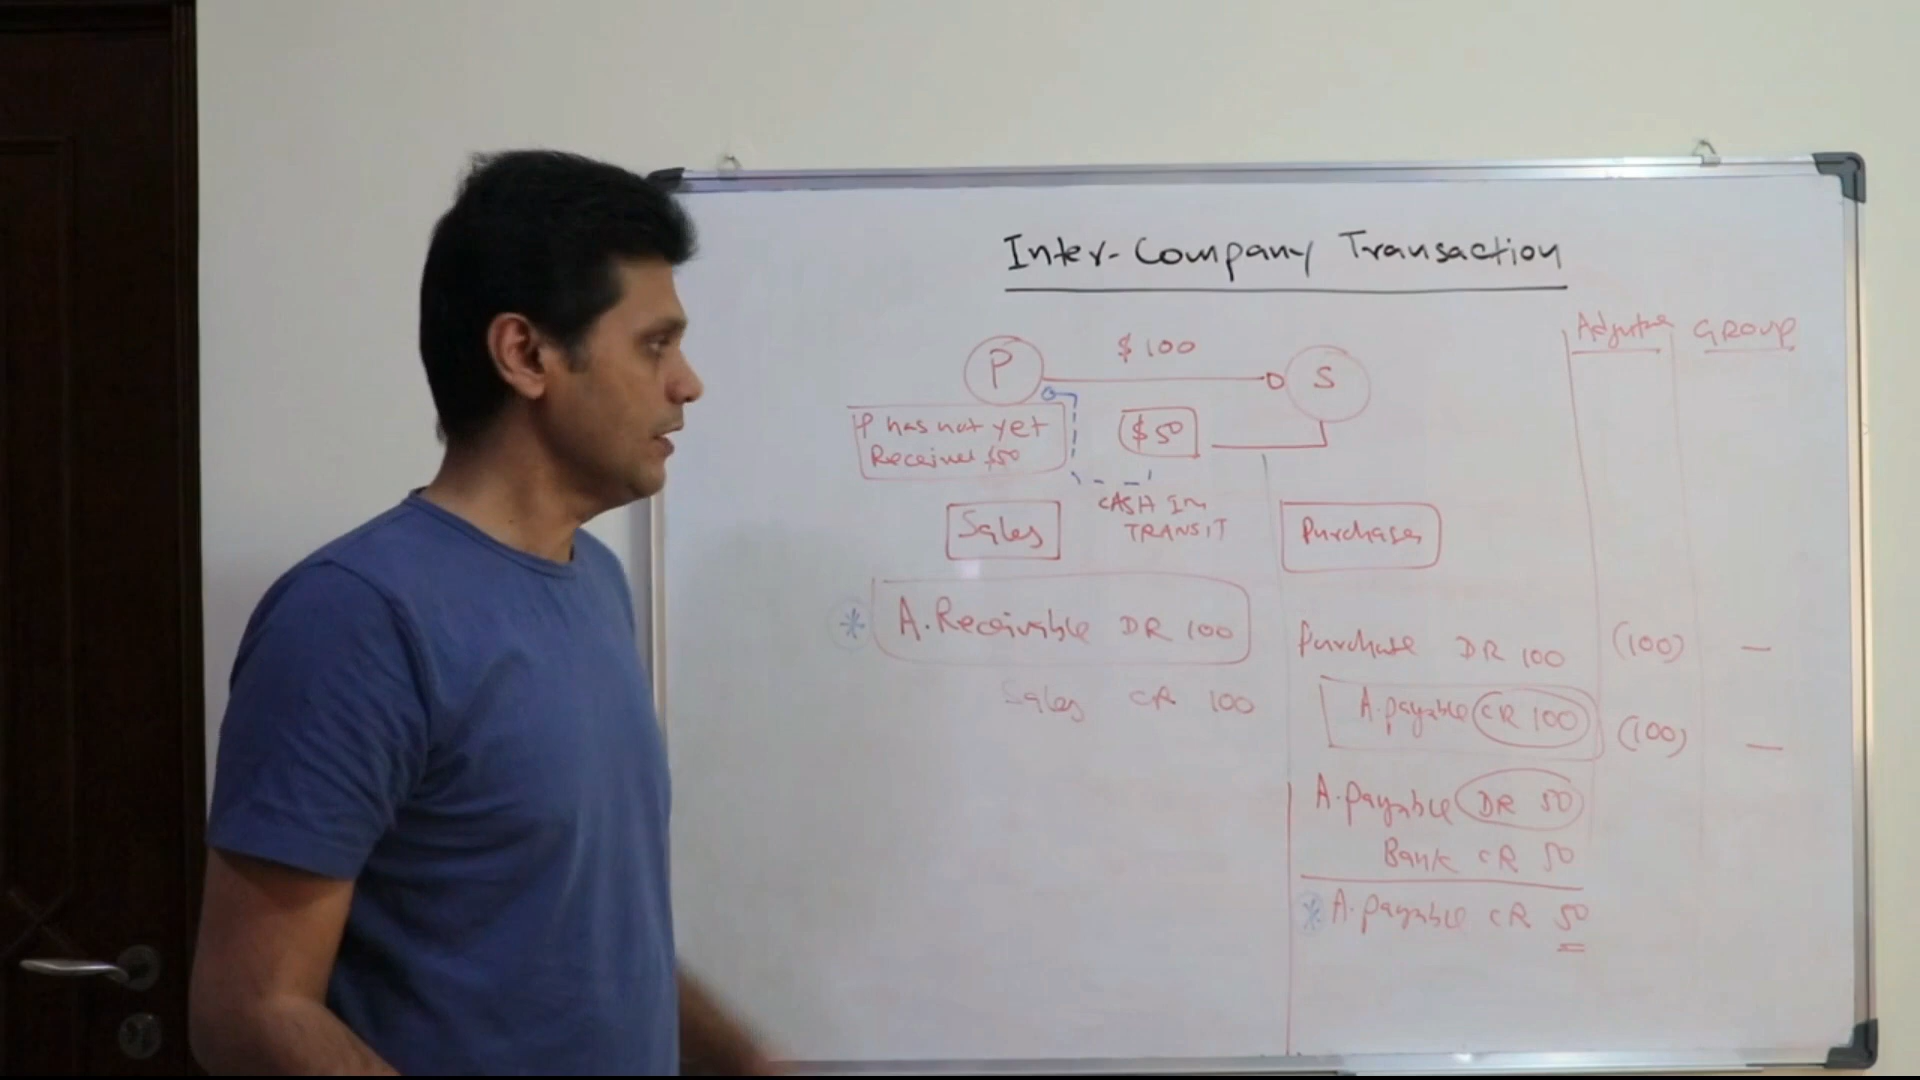 Inter-Company Transaction
Adjustme GROUP
P $100 S
P has not yet
Received $50
$50
CASH IN
TRANSIT
Sales
Purchases
* A.Receivable DR 100
Sales CR 100
Purchase DR 100 (100) —
A.payable CR 100 (100) —
A.payable DR 50
Bank CR 50
* A.payable CR 50